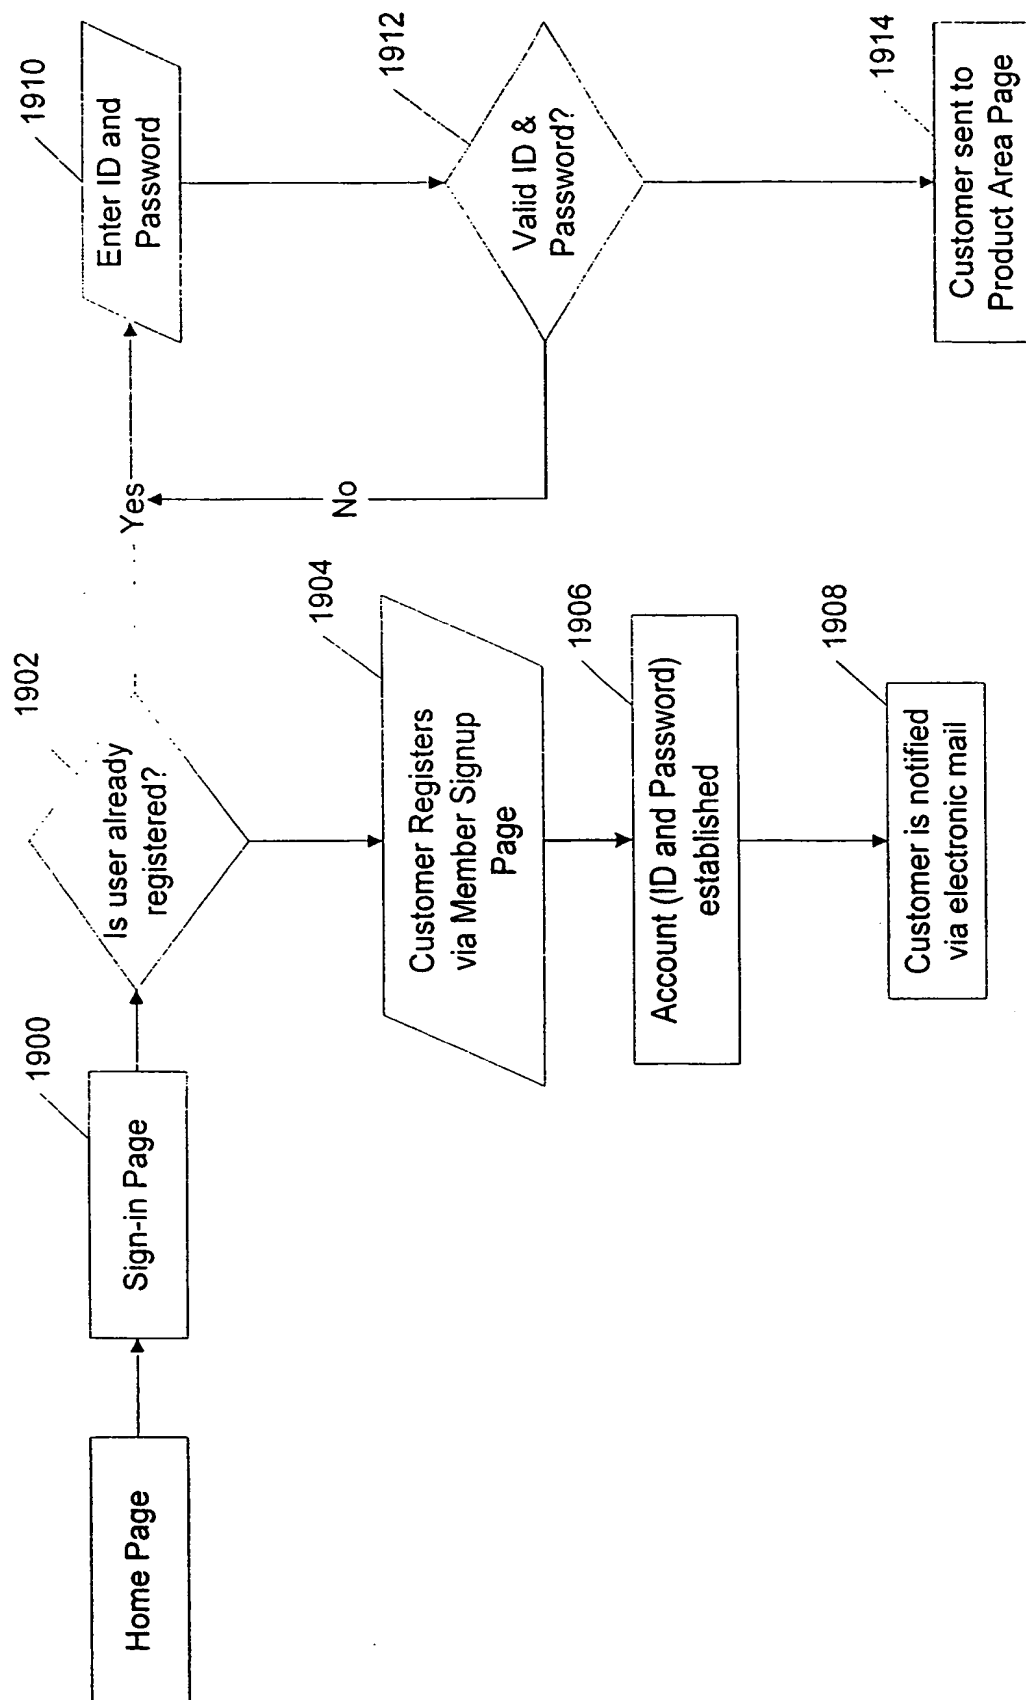 Home Page
Sign-in Page
1900
Is user already
registered?
1902
Yes
Enter ID and
Password
1910
Customer Registers
via Member Signup
Page
1904
No
Valid ID &
Password?
1912
Account (ID and Password)
established
1906
Customer is notified
via electronic mail
1908
Customer sent to
Product Area Page
1914